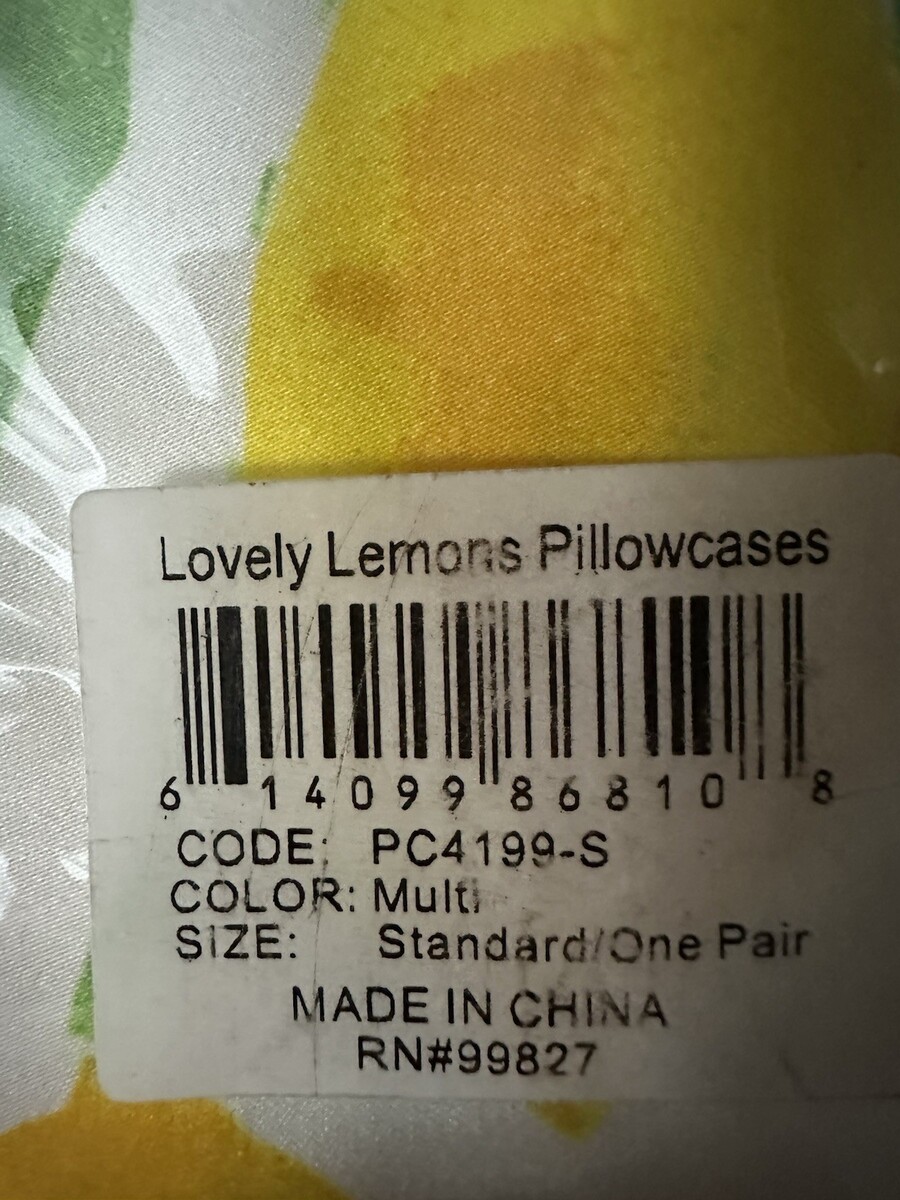 Lovely Lemons Pillowcases
6 14099 86810 8
CODE: PC4199-S
COLOR: Multi
SIZE: Standard/One Pair
MADE IN CHINA
RN#99827